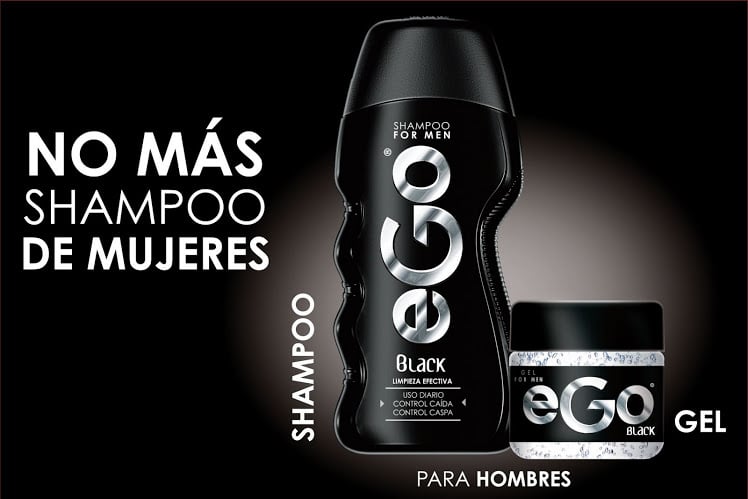 NO MÁS
SHAMPOO
DE MUJERES
SHAMPOO
SHAMPOO
FOR MEN
eGo®
BLACK
LIMPIEZA EFECTIVA
USO DIARIO
CONTROL CAÍDA
CONTROL CASPA
GEL
FOR MEN
eGo®
BLACK
GEL
PARA HOMBRES